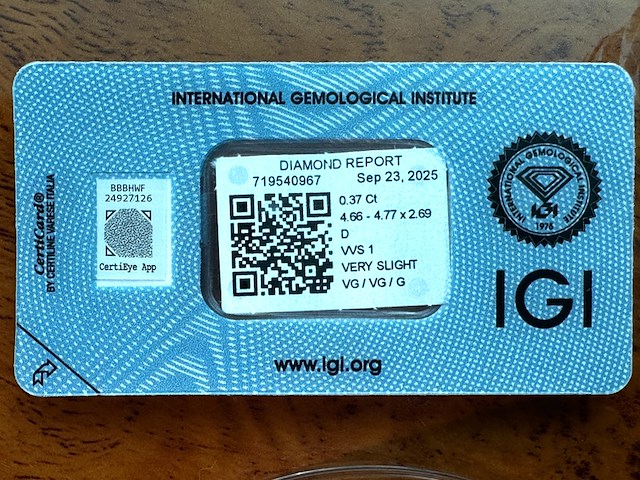 INTERNATIONAL GEMOLOGICAL INSTITUTE
DIAMOND REPORT
719540967 Sep 23, 2025
0.37 Ct
4.66 - 4.77 x 2.69
D
VVS 1
VERY SLIGHT
VG / VG / G
BBBHWF
24927126
CertiEye App
CertiCard®
BY CERTILINE VARESE ITALIA
INTERNATIONAL GEMOLOGICAL INSTITUTE
IGI
1975
IGI
www.igi.org